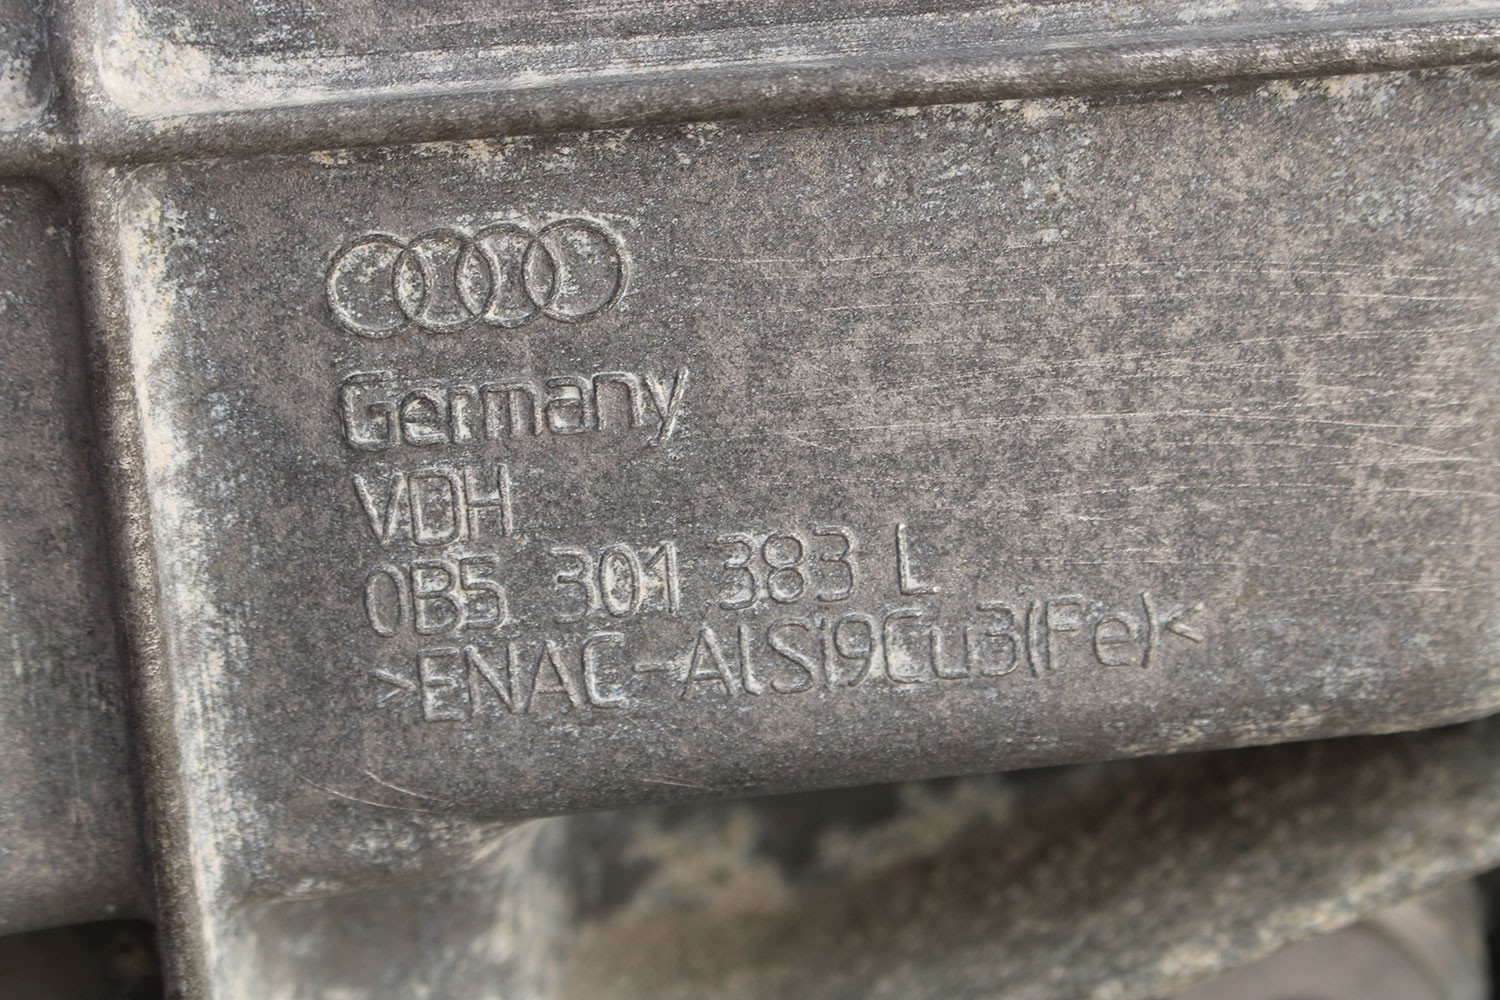 Germany
VDH
0B5 301 383 L
>ENAC-AlSi9Cu3(Fe)<